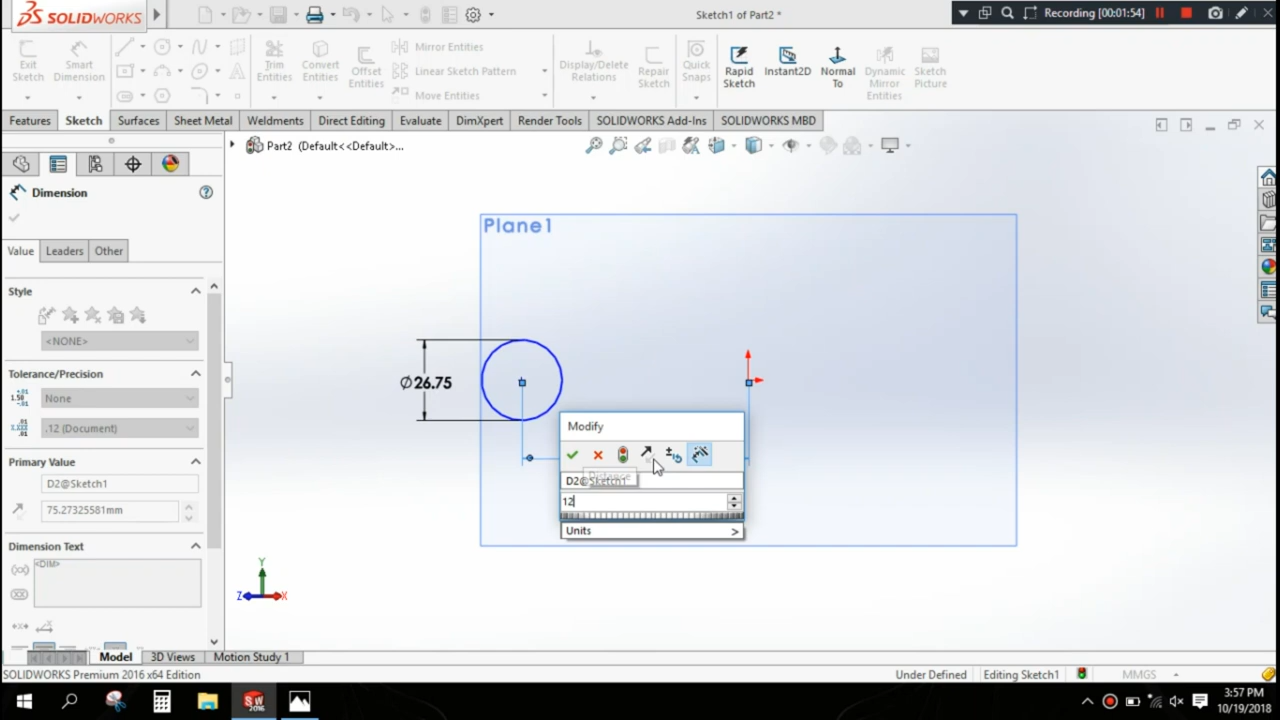 SOLIDWORKS
Sketch1 of Part2 *
Recording [00:01:54]
Exit Sketch
Smart Dimension
Trim Entities
Convert Entities
Offset Entities
Mirror Entities
Linear Sketch Pattern
Move Entities
Display/Delete Relations
Repair Sketch
Quick Snaps
Rapid Sketch
Instant2D
Normal To
Dynamic Mirror Entities
Sketch Picture
Features Sketch Surfaces Sheet Metal Weldments Direct Editing Evaluate DimXpert Render Tools SOLIDWORKS Add-Ins SOLIDWORKS MBD
Part2 (Default<<Default>...
Dimension
Value Leaders Other
Style
<NONE>
Tolerance/Precision
None
.12 (Document)
Primary Value
D2@Sketch1
75.27325581mm
Dimension Text
<DIM>
Plane1
Ø26.75
Modify
D2@Sketch1
Distance
12
Units >
Y
Z X
Model 3D Views Motion Study 1
SOLIDWORKS Premium 2016 x64 Edition
Under Defined Editing Sketch1 MMGS
3:57 PM
10/19/2018